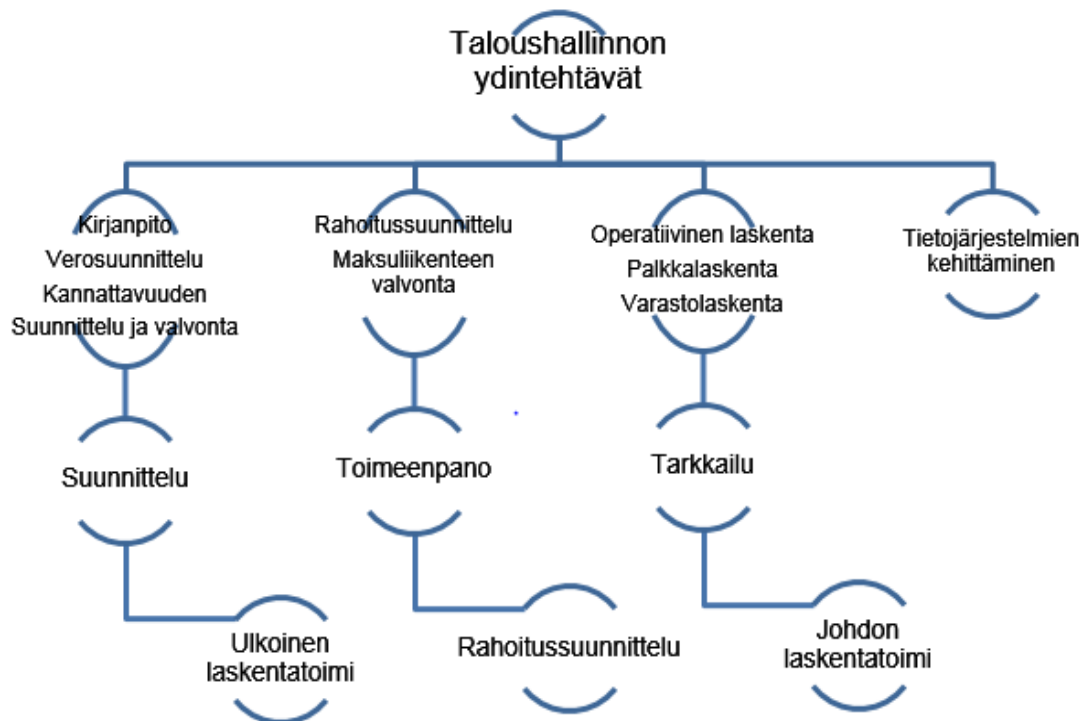 Taloushallinnon
ydintehtävät
Kirjanpito
Verosuunnittelu
Kannattavuuden
Suunnittelu ja valvonta
Rahoitussuunnittelu
Maksuliikenteen
valvonta
Operatiivinen laskenta
Palkkalaskenta
Varastolaskenta
Tietojärjestelmien
kehittäminen
Suunnittelu
Toimeenpano
Tarkkailu
Ulkoinen
laskentatoimi
Rahoitussuunnittelu
Johdon
laskentatoimi